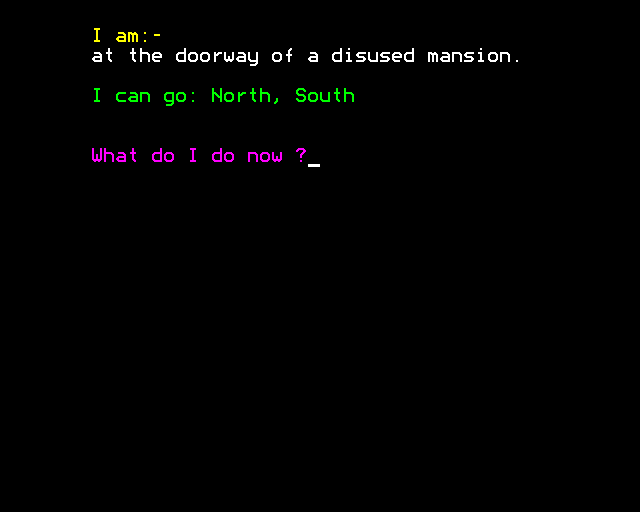 I am:-
at the doorway of a disused mansion.
I can go: North, South
What do I do now ?_